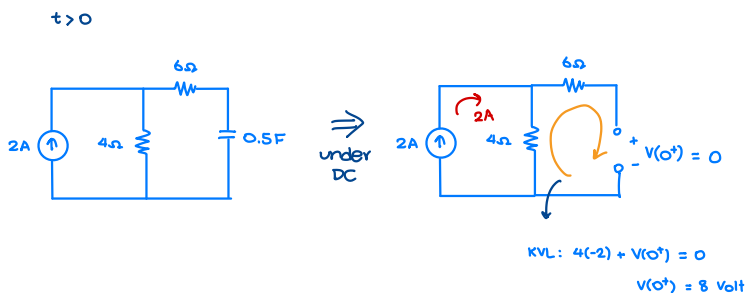 t > 0
6Ω
2A
4Ω
0.5F
⇒
under
DC
6Ω
2A
2A
4Ω
+
V(0⁺) = 0
-
KVL: 4(-2) + V(0⁺) = 0
V(0⁺) = 8 Volt